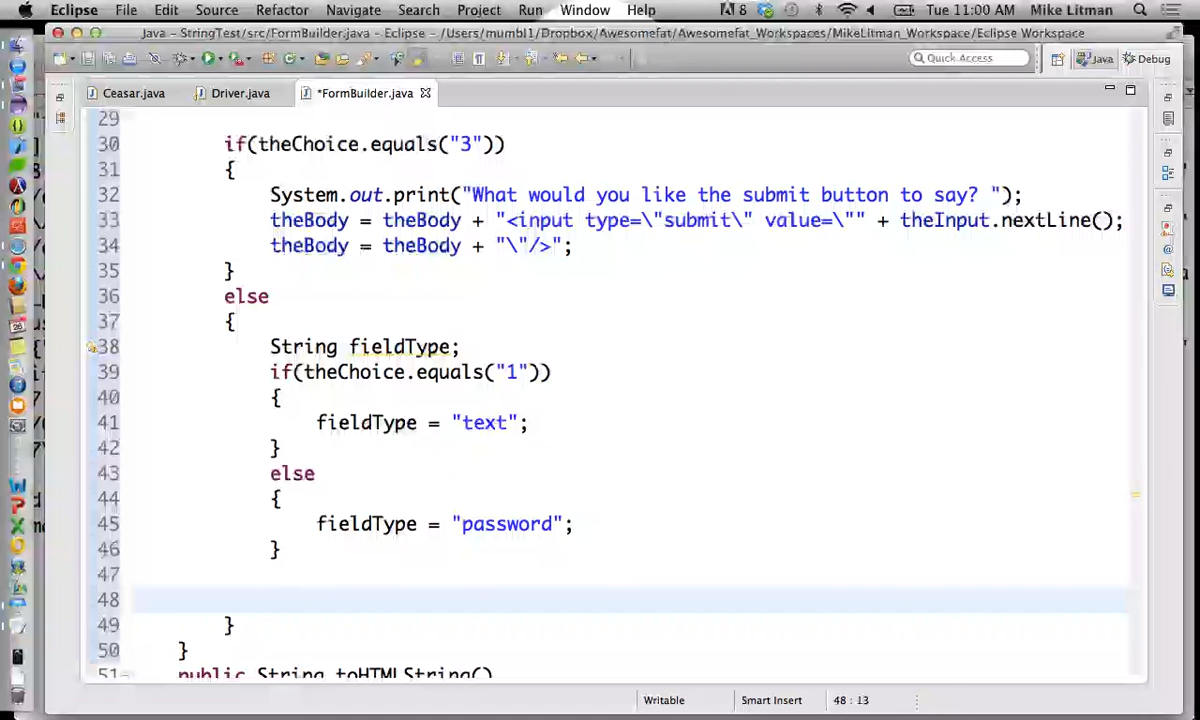 Eclipse File Edit Source Refactor Navigate Search Project Run Window Help 8 Tue 11:00 AM Mike Litman
Java - StringTest/src/FormBuilder.java - Eclipse - /Users/mumbl1/Dropbox/Awesomefat/Awesomefat_Workspaces/MikeLitman_Workspace/Eclipse Workspace
Quick Access Java Debug
Ceasar.java Driver.java *FormBuilder.java
29
30 if(theChoice.equals("3"))
31 {
32 System.out.print("What would you like the submit button to say? ");
33 theBody = theBody + "<input type=\"submit\" value=\"" + theInput.nextLine();
34 theBody = theBody + "\"/>";
35 }
36 else
37 {
38 String fieldType;
39 if(theChoice.equals("1"))
40 {
41 fieldType = "text";
42 }
43 else
44 {
45 fieldType = "password";
46 }
47
48
49 }
50 }
51 public String toHTMLString()
Writable Smart Insert 48 : 13